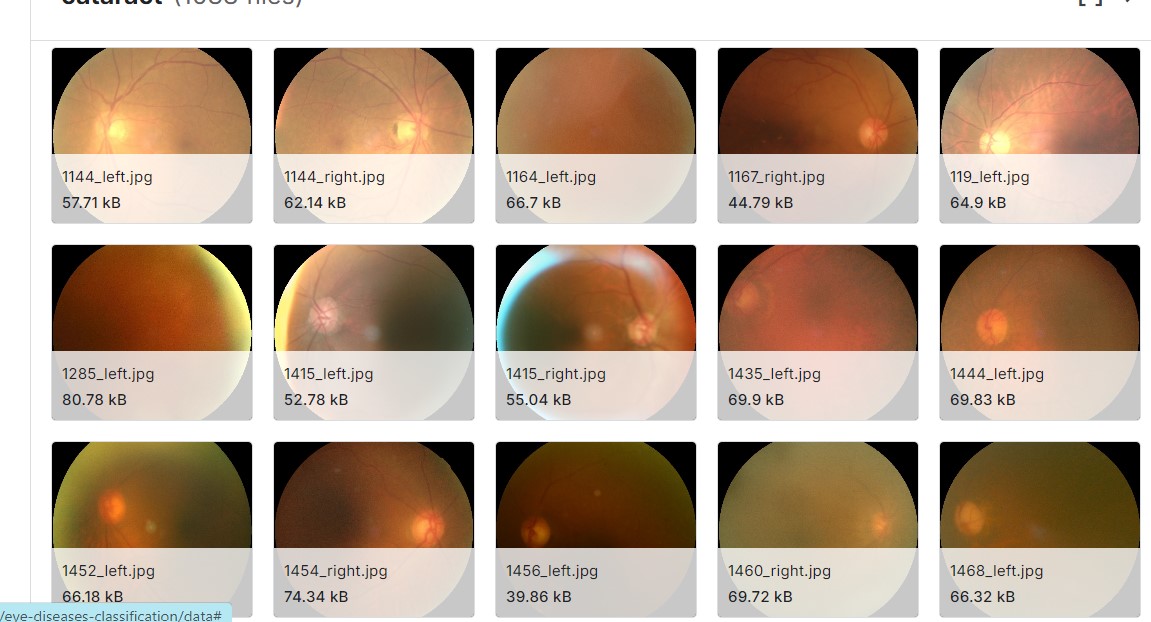 cataract (1038 files)
1144_left.jpg
57.71 kB
1144_right.jpg
62.14 kB
1164_left.jpg
66.7 kB
1167_right.jpg
44.79 kB
119_left.jpg
64.9 kB
1285_left.jpg
80.78 kB
1415_left.jpg
52.78 kB
1415_right.jpg
55.04 kB
1435_left.jpg
69.9 kB
1444_left.jpg
69.83 kB
1452_left.jpg
66.18 kB
1454_right.jpg
74.34 kB
1456_left.jpg
39.86 kB
1460_right.jpg
69.72 kB
1468_left.jpg
66.32 kB
/eye-diseases-classification/data#